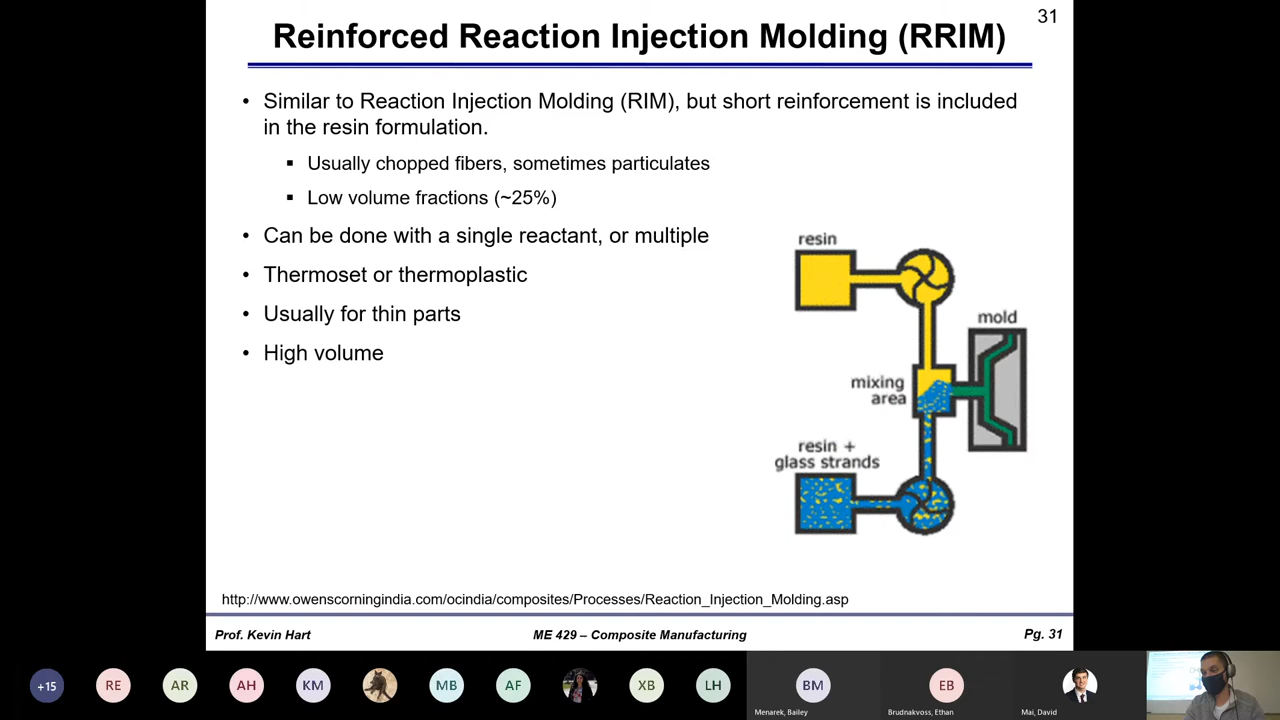 31
Reinforced Reaction Injection Molding (RRIM)
• Similar to Reaction Injection Molding (RIM), but short reinforcement is included
in the resin formulation.
▪ Usually chopped fibers, sometimes particulates
▪ Low volume fractions (~25%)
• Can be done with a single reactant, or multiple
• Thermoset or thermoplastic
• Usually for thin parts
• High volume
resin
mold
mixing
area
resin +
glass strands
http://www.owenscorningindia.com/ocindia/composites/Processes/Reaction_Injection_Molding.asp
Prof. Kevin Hart
ME 429 – Composite Manufacturing
Pg. 31
+15
RE
AR
AH
KM
MB
AF
XB
LH
BM
EB
Menarek, Bailey
Brudnakvoss, Ethan
Mai, David